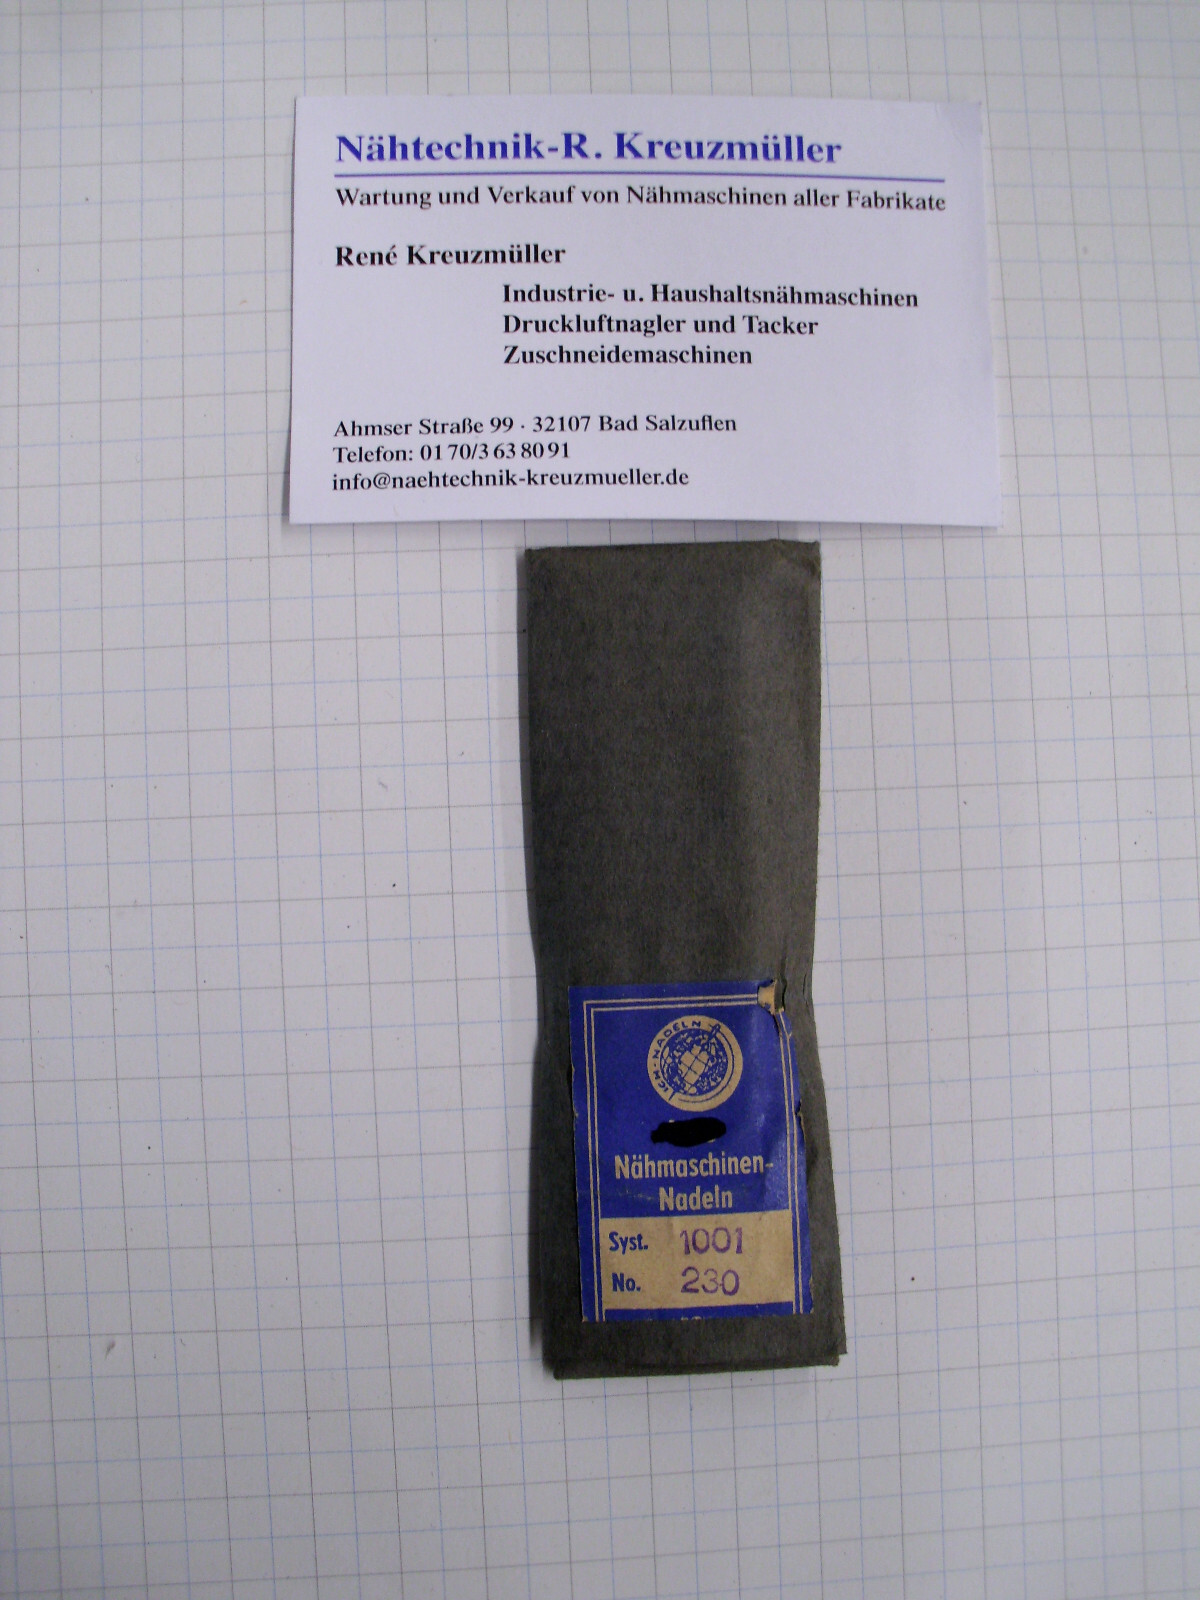 Nähtechnik-R. Kreuzmüller
Wartung und Verkauf von Nähmaschinen aller Fabrikate
René Kreuzmüller
Industrie- u. Haushaltsnähmaschinen
Druckluftnagler und Tacker
Zuschneidemaschinen
Ahmser Straße 99 · 32107 Bad Salzuflen
Telefon: 01 70/3 63 80 91
info@naehtechnik-kreuzmueller.de
NADELN
Nähmaschinen-
Nadeln
Syst. 1001
No. 230